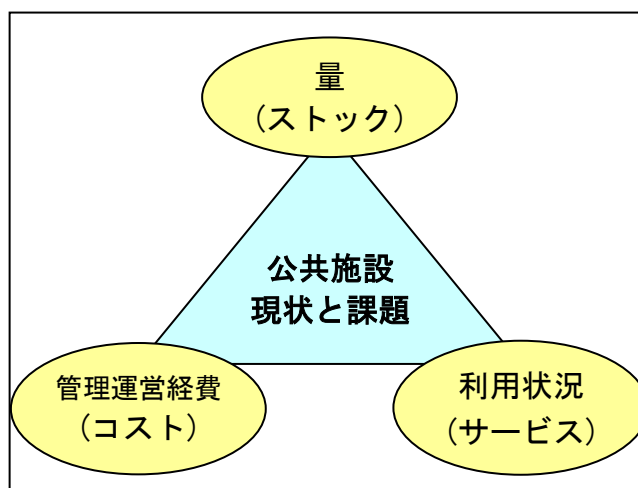 量
（ストック）
公共施設
現状と課題
管理運営経費
（コスト）
利用状況
（サービス）